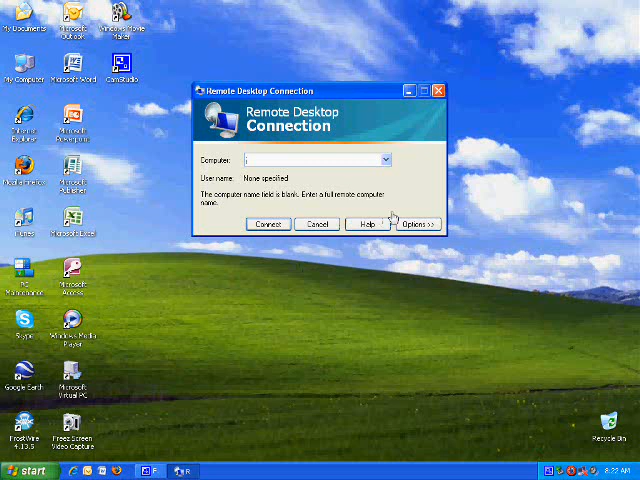 My Documents
Microsoft Outlook
Windows Movie Maker
My Computer
Microsoft Word
CamStudio
Internet Explorer
Microsoft Powerpoint
Mozilla Firefox
Microsoft Publisher
iTunes
Microsoft Excel
PC Maintenance
Microsoft Access
Skype
Windows Media Player
Google Earth
Microsoft Virtual PC
FrostWire 4.13.5
Freez Screen Video Capture
Remote Desktop Connection
Remote Desktop
Connection
Computer:
User name: None specified
The computer name field is blank. Enter a full remote computer
name.
Connect Cancel Help Options >>
Recycle Bin
start F... R 8:22 AM